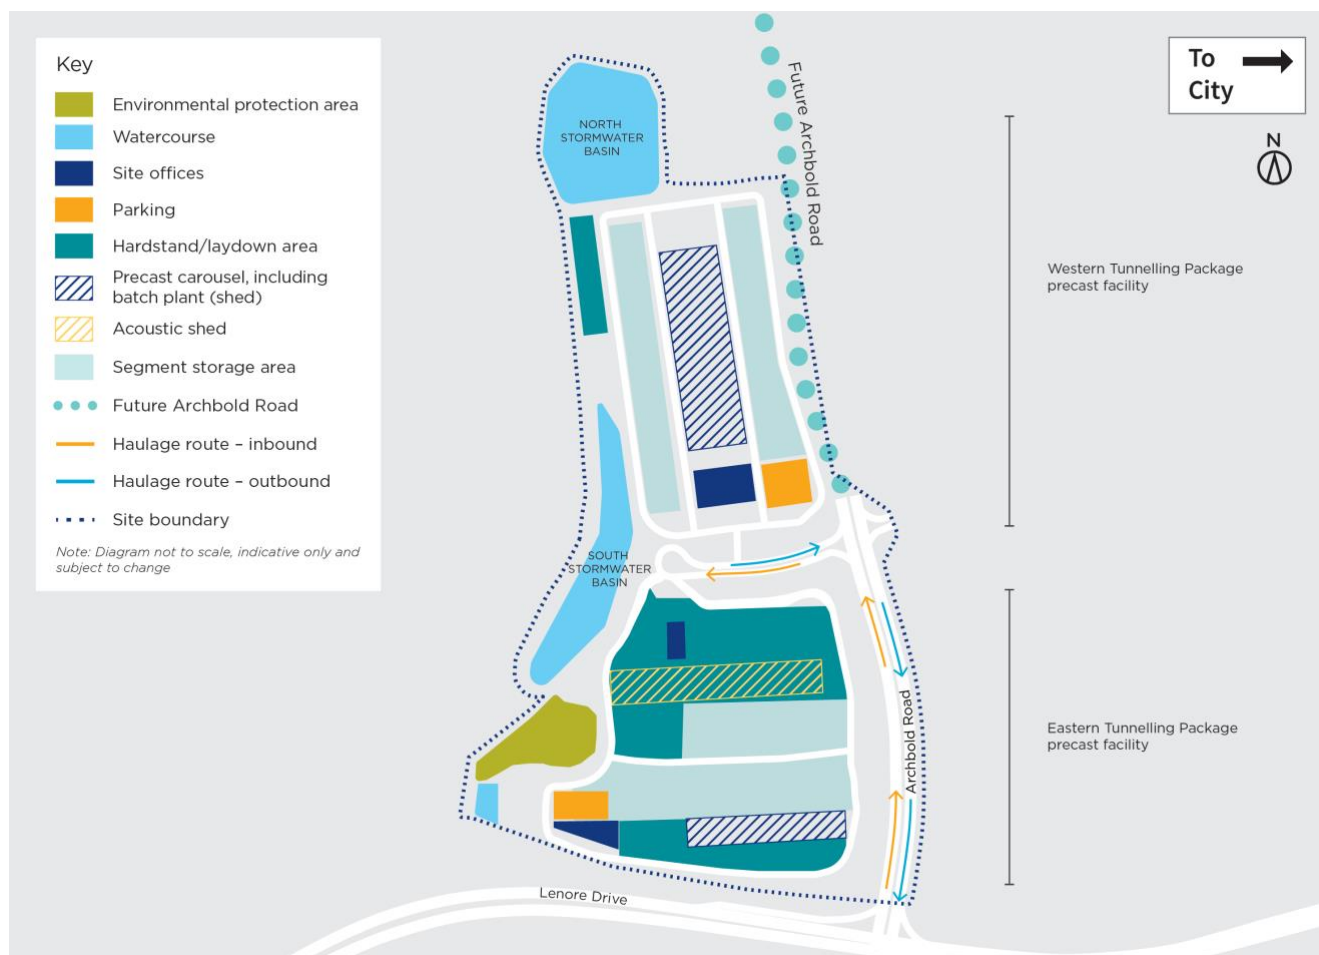 Key
Environmental protection area
Watercourse
Site offices
Parking
Hardstand/laydown area
Precast carousel, including
batch plant (shed)
Acoustic shed
Segment storage area
Future Archbold Road
Haulage route – inbound
Haulage route – outbound
Site boundary
Note: Diagram not to scale, indicative only and
subject to change
NORTH
STORMWATER
BASIN
Future Archbold Road
To
City
N
Western Tunnelling Package
precast facility
SOUTH
STORMWATER
BASIN
Archbold Road
Eastern Tunnelling Package
precast facility
Lenore Drive